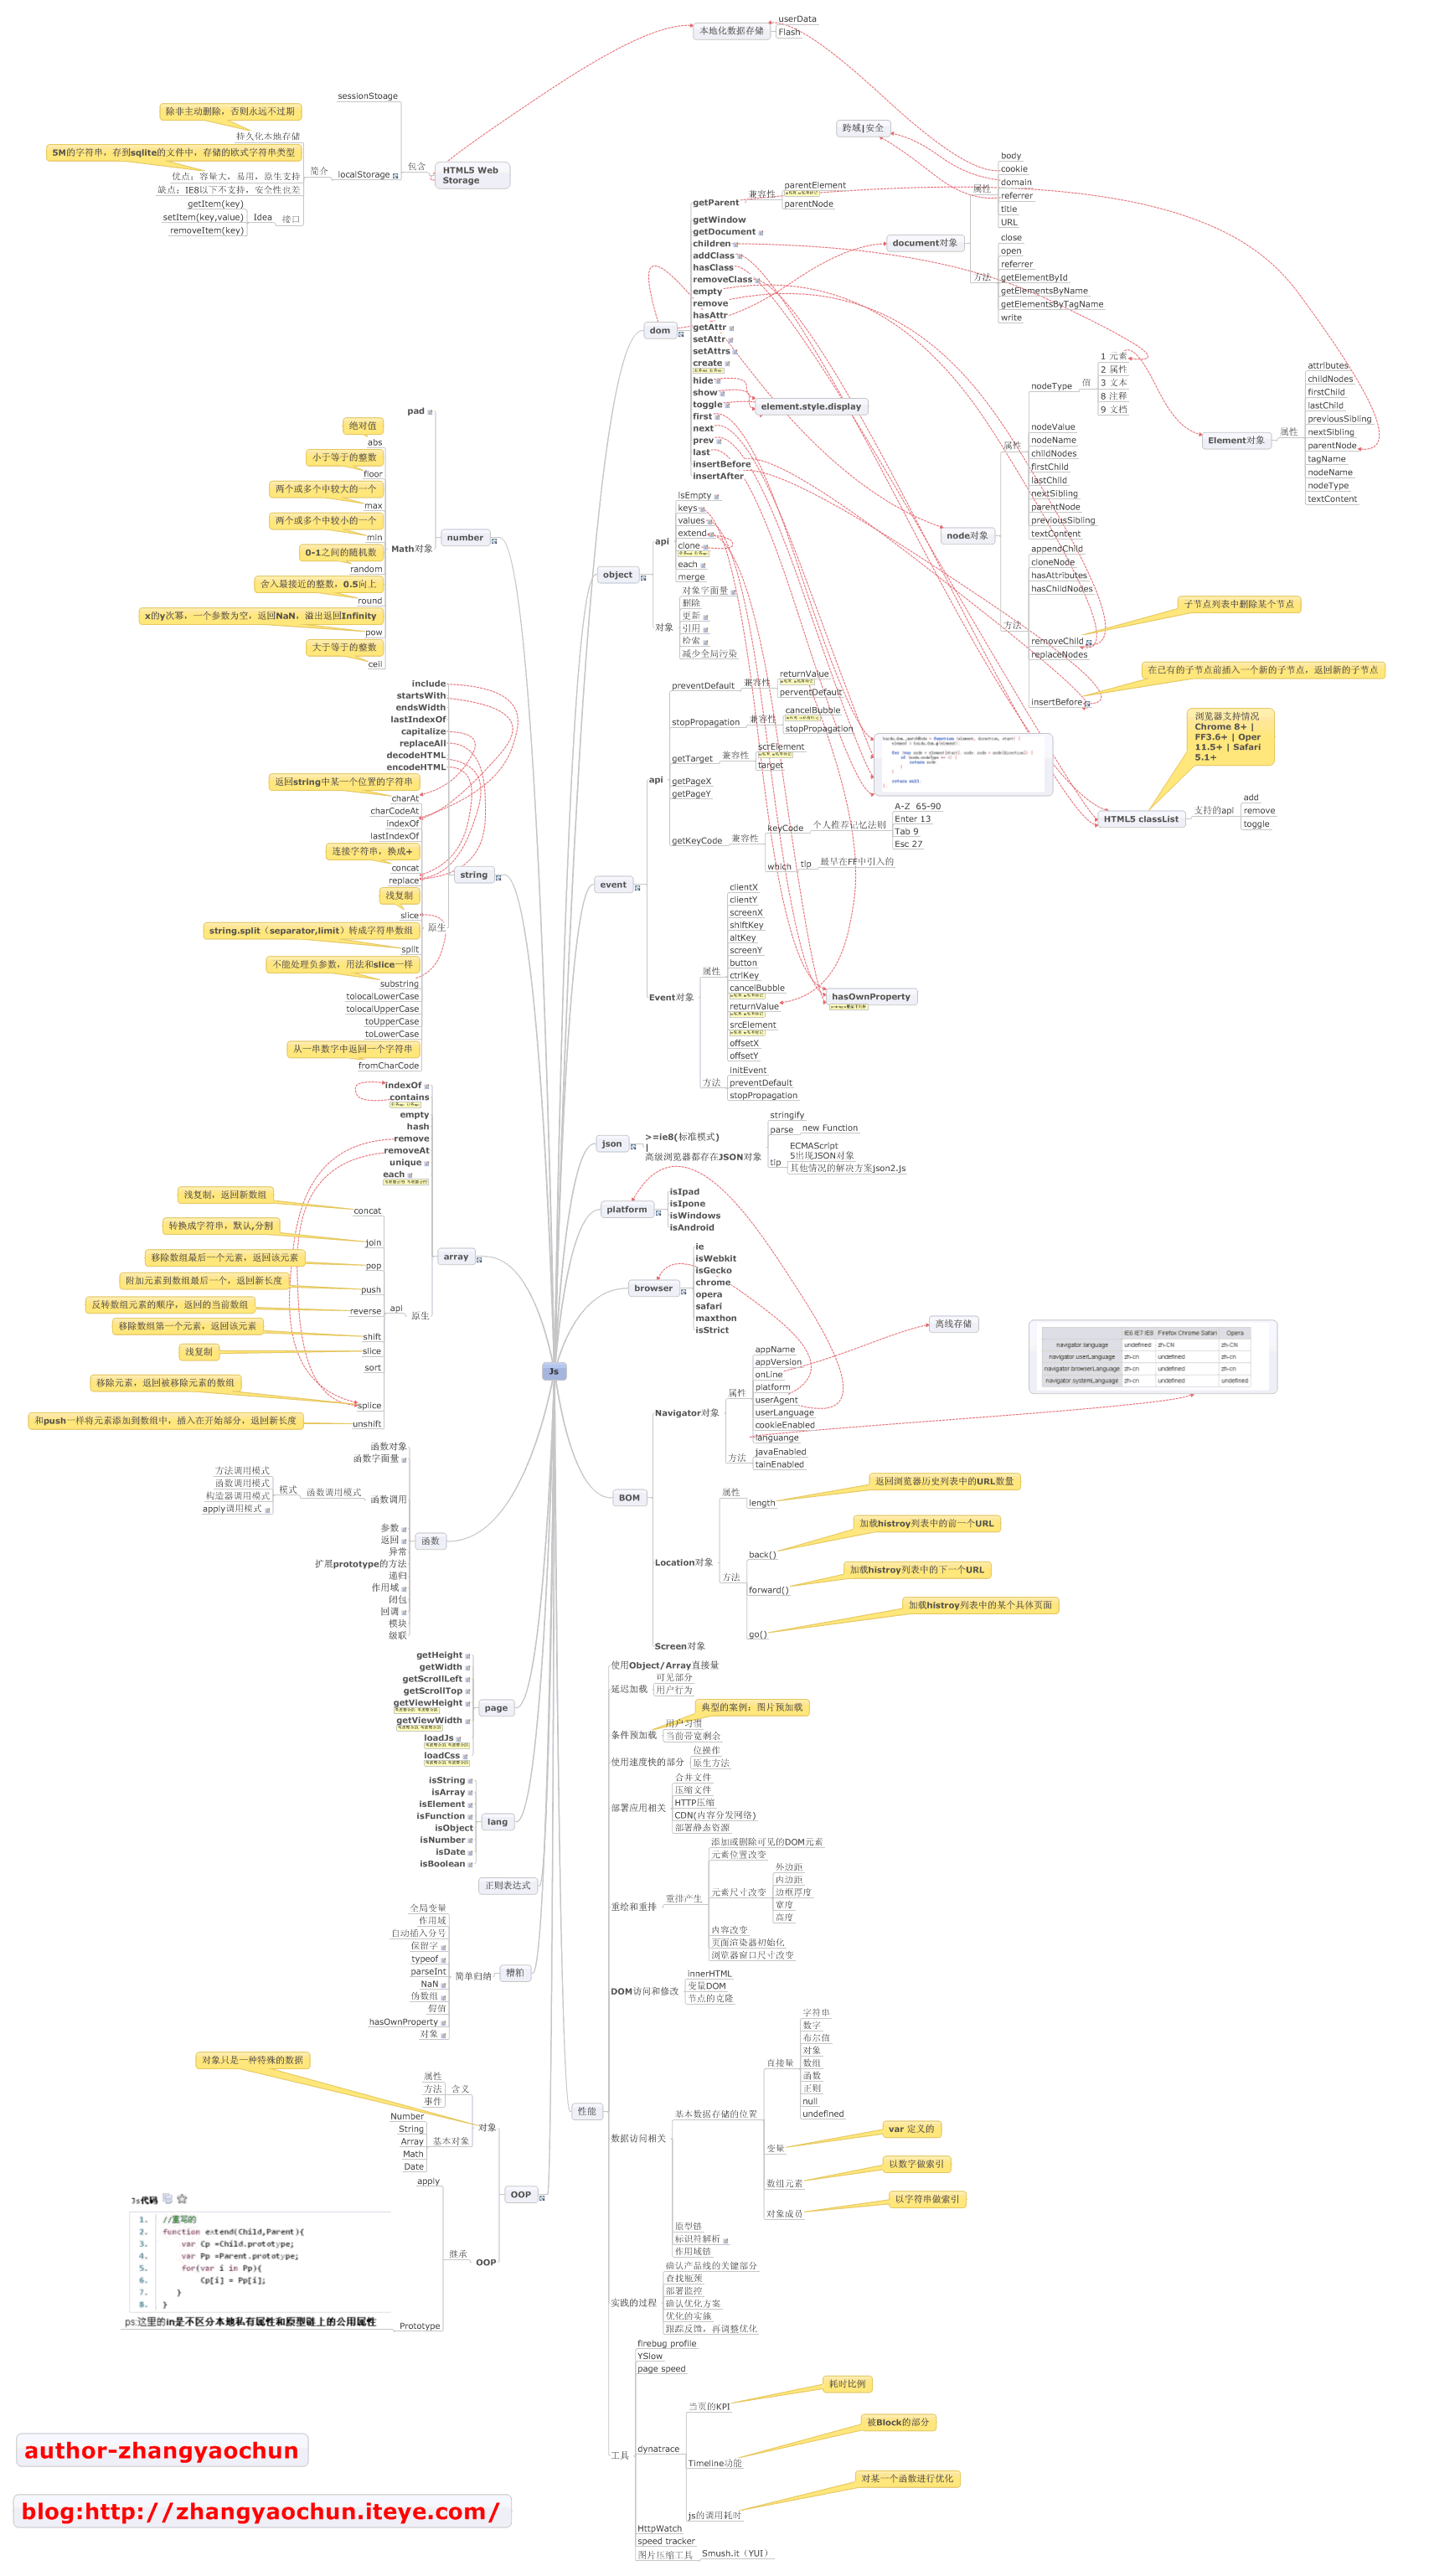 本地化数据存储
userData
Flash
sessionStoage
除非主动删除，否则永远不过期
持久化本地存储
5M的字符串，存到sqlite的文件中，存储的欧式字符串类型
优点：容量大，易用，原生支持
缺点：IE8以下不支持，安全性也差
简介
localStorage
包含
HTML5 Web
Storage
getItem(key)
setItem(key,value)
removeItem(key)
Idea
接口
跨域|安全
dom
getParent
兼容性
parentElement
parentNode
getWindow
getDocument
children
addClass
hasClass
removeClass
empty
remove
hasAttr
getAttr
setAttr
setAttrs
create
hide
show
toggle
first
next
prev
last
insertBefore
insertAfter
element.style.display
document对象
属性
body
cookie
domain
referrer
title
URL
方法
close
open
referrer
getElementById
getElementsByName
getElementsByTagName
write
node对象
属性
nodeType
值
1 元素
2 属性
3 文本
8 注释
9 文档
nodeValue
nodeName
childNodes
firstChild
lastChild
nextSibling
parentNode
previousSibling
textContent
方法
appendChild
cloneNode
hasAttributes
hasChildNodes
removeChild
子节点列表中删除某个节点
replaceNodes
insertBefore
在已有的子节点前插入一个新的子节点，返回新的子节点
Element对象
属性
attributes
childNodes
firstChild
lastChild
previousSibling
nextSibling
parentNode
tagName
nodeName
nodeType
textContent
浏览器支持情况
Chrome 8+ |
FF3.6+ | Oper
11.5+ | Safari
5.1+
HTML5 classList
支持的api
add
remove
toggle
number
pad
Math对象
绝对值
abs
小于等于的整数
floor
两个或多个中较大的一个
max
两个或多个中较小的一个
min
0-1之间的随机数
random
舍入最接近的整数，0.5向上
round
x的y次幂，一个参数为空，返回NaN，溢出返回Infinity
pow
大于等于的整数
ceil
object
api
isEmpty
keys
values
extend
clone
each
merge
对象
对象字面量
删除
更新
引用
检索
减少全局污染
string
include
startsWith
endsWidth
lastIndexOf
capitalize
replaceAll
decodeHTML
encodeHTML
原生
返回string中某一个位置的字符串
charAt
charCodeAt
indexOf
lastIndexOf
连接字符串，换成+
concat
replace
浅复制
slice
string.split（separator,limit）转成字符串数组
split
不能处理负参数，用法和slice一样
substring
tolocalLowerCase
tolocalUpperCase
toUpperCase
toLowerCase
从一串数字中返回一个字符串
fromCharCode
event
api
preventDefault
兼容性
returnValue
perventDefault
stopPropagation
兼容性
cancelBubble
stopPropagation
getTarget
兼容性
scrElement
target
getPageX
getPageY
getKeyCode
兼容性
keyCode
个人推荐记忆法则
A-Z 65-90
Enter 13
Tab 9
Esc 27
which
tip
最早在FF中引入的
Event对象
属性
clientX
clientY
screenX
shiftKey
altKey
screenY
button
ctrlKey
cancelBubble
returnValue
srcElement
offsetX
offsetY
方法
initEvent
preventDefault
stopPropagation
hasOwnProperty
array
indexOf
contains
empty
hash
remove
removeAt
unique
each
原生
api
浅复制，返回新数组
concat
转换成字符串，默认,分割
join
移除数组最后一个元素，返回该元素
pop
附加元素到数组最后一个，返回新长度
push
反转数组元素的顺序，返回的当前数组
reverse
移除数组第一个元素，返回该元素
shift
浅复制
slice
sort
移除元素，返回被移除元素的数组
splice
和push一样将元素添加到数组中，插入在开始部分，返回新长度
unshift
json
>=ie8(标准模式)
|
高级浏览器都存在JSON对象
stringify
parse
new Function
tip
ECMAScript
5出现JSON对象
其他情况的解决方案json2.js
platform
isIpad
isIpone
isWindows
isAndroid
browser
ie
isWebkit
isGecko
chrome
opera
safari
maxthon
isStrict
Js
离线存储
BOM
Navigator对象
属性
appName
appVersion
onLine
platform
userAgent
userLanguage
cookieEnabled
languange
方法
javaEnabled
tainEnabled
IE6 IE7 IE8 Firefox Chrome Safari Opera
navigator.language undefined zh-CN zh-CN
navigator.userLanguage zh-cn undefined zh-cn
navigator.browserLanguage zh-cn undefined zh-cn
navigator.systemLanguage zh-cn undefined undefined
Location对象
属性
length
返回浏览器历史列表中的URL数量
方法
back()
加载histroy列表中的前一个URL
forward()
加载histroy列表中的下一个URL
go()
加载histroy列表中的某个具体页面
Screen对象
函数
函数对象
函数字面量
函数调用
函数调用模式
模式
方法调用模式
函数调用模式
构造器调用模式
apply调用模式
参数
返回
异常
扩展prototype的方法
递归
作用域
闭包
回调
模块
级联
page
getHeight
getWidth
getScrollLeft
getScrollTop
getViewHeight
getViewWidth
loadJs
loadCss
lang
isString
isArray
isElement
isFunction
isObject
isNumber
isDate
isBoolean
正则表达式
糟粕
简单归纳
全局变量
作用域
自动插入分号
保留字
typeof
parseInt
NaN
伪数组
假值
hasOwnProperty
对象
OOP
对象只是一种特殊的数据
对象
含义
属性
方法
事件
基本对象
Number
String
Array
Math
Date
OOP
继承
apply
Js代码
1. //重写的
2. function extend(Child,Parent){
3. var Cp =Child.prototype;
4. var Pp =Parent.prototype;
5. for(var i in Pp){
6. Cp[i] = Pp[i];
7. }
8. }
ps:这里的in是不区分本地私有属性和原型链上的公用属性
Prototype
性能
使用Object/Array直接量
延迟加载
可见部分
用户行为
典型的案例：图片预加载
条件预加载
用户习惯
当前带宽剩余
使用速度快的部分
位操作
原生方法
部署应用相关
合并文件
压缩文件
HTTP压缩
CDN(内容分发网络)
部署静态资源
重绘和重排
重排产生
添加或删除可见的DOM元素
元素位置改变
元素尺寸改变
外边距
内边距
边框厚度
宽度
高度
内容改变
页面渲染器初始化
浏览器窗口尺寸改变
DOM访问和修改
innerHTML
变量DOM
节点的克隆
数据访问相关
基本数据存储的位置
直接量
字符串
数字
布尔值
对象
数组
函数
正则
null
undefined
变量
var 定义的
数组元素
以数字做索引
对象成员
以字符串做索引
原型链
标识符解析
作用域链
实践的过程
确认产品线的关键部分
查找瓶颈
部署监控
确认优化方案
优化的实施
跟踪反馈，再调整优化
工具
firebug profile
YSlow
page speed
dynatrace
当页的KPI
耗时比例
Timeline功能
被Block的部分
js的调用耗时
对某一个函数进行优化
HttpWatch
speed tracker
图片压缩工具
Smush.it（YUI）
author-zhangyaochun
blog:http://zhangyaochun.iteye.com/